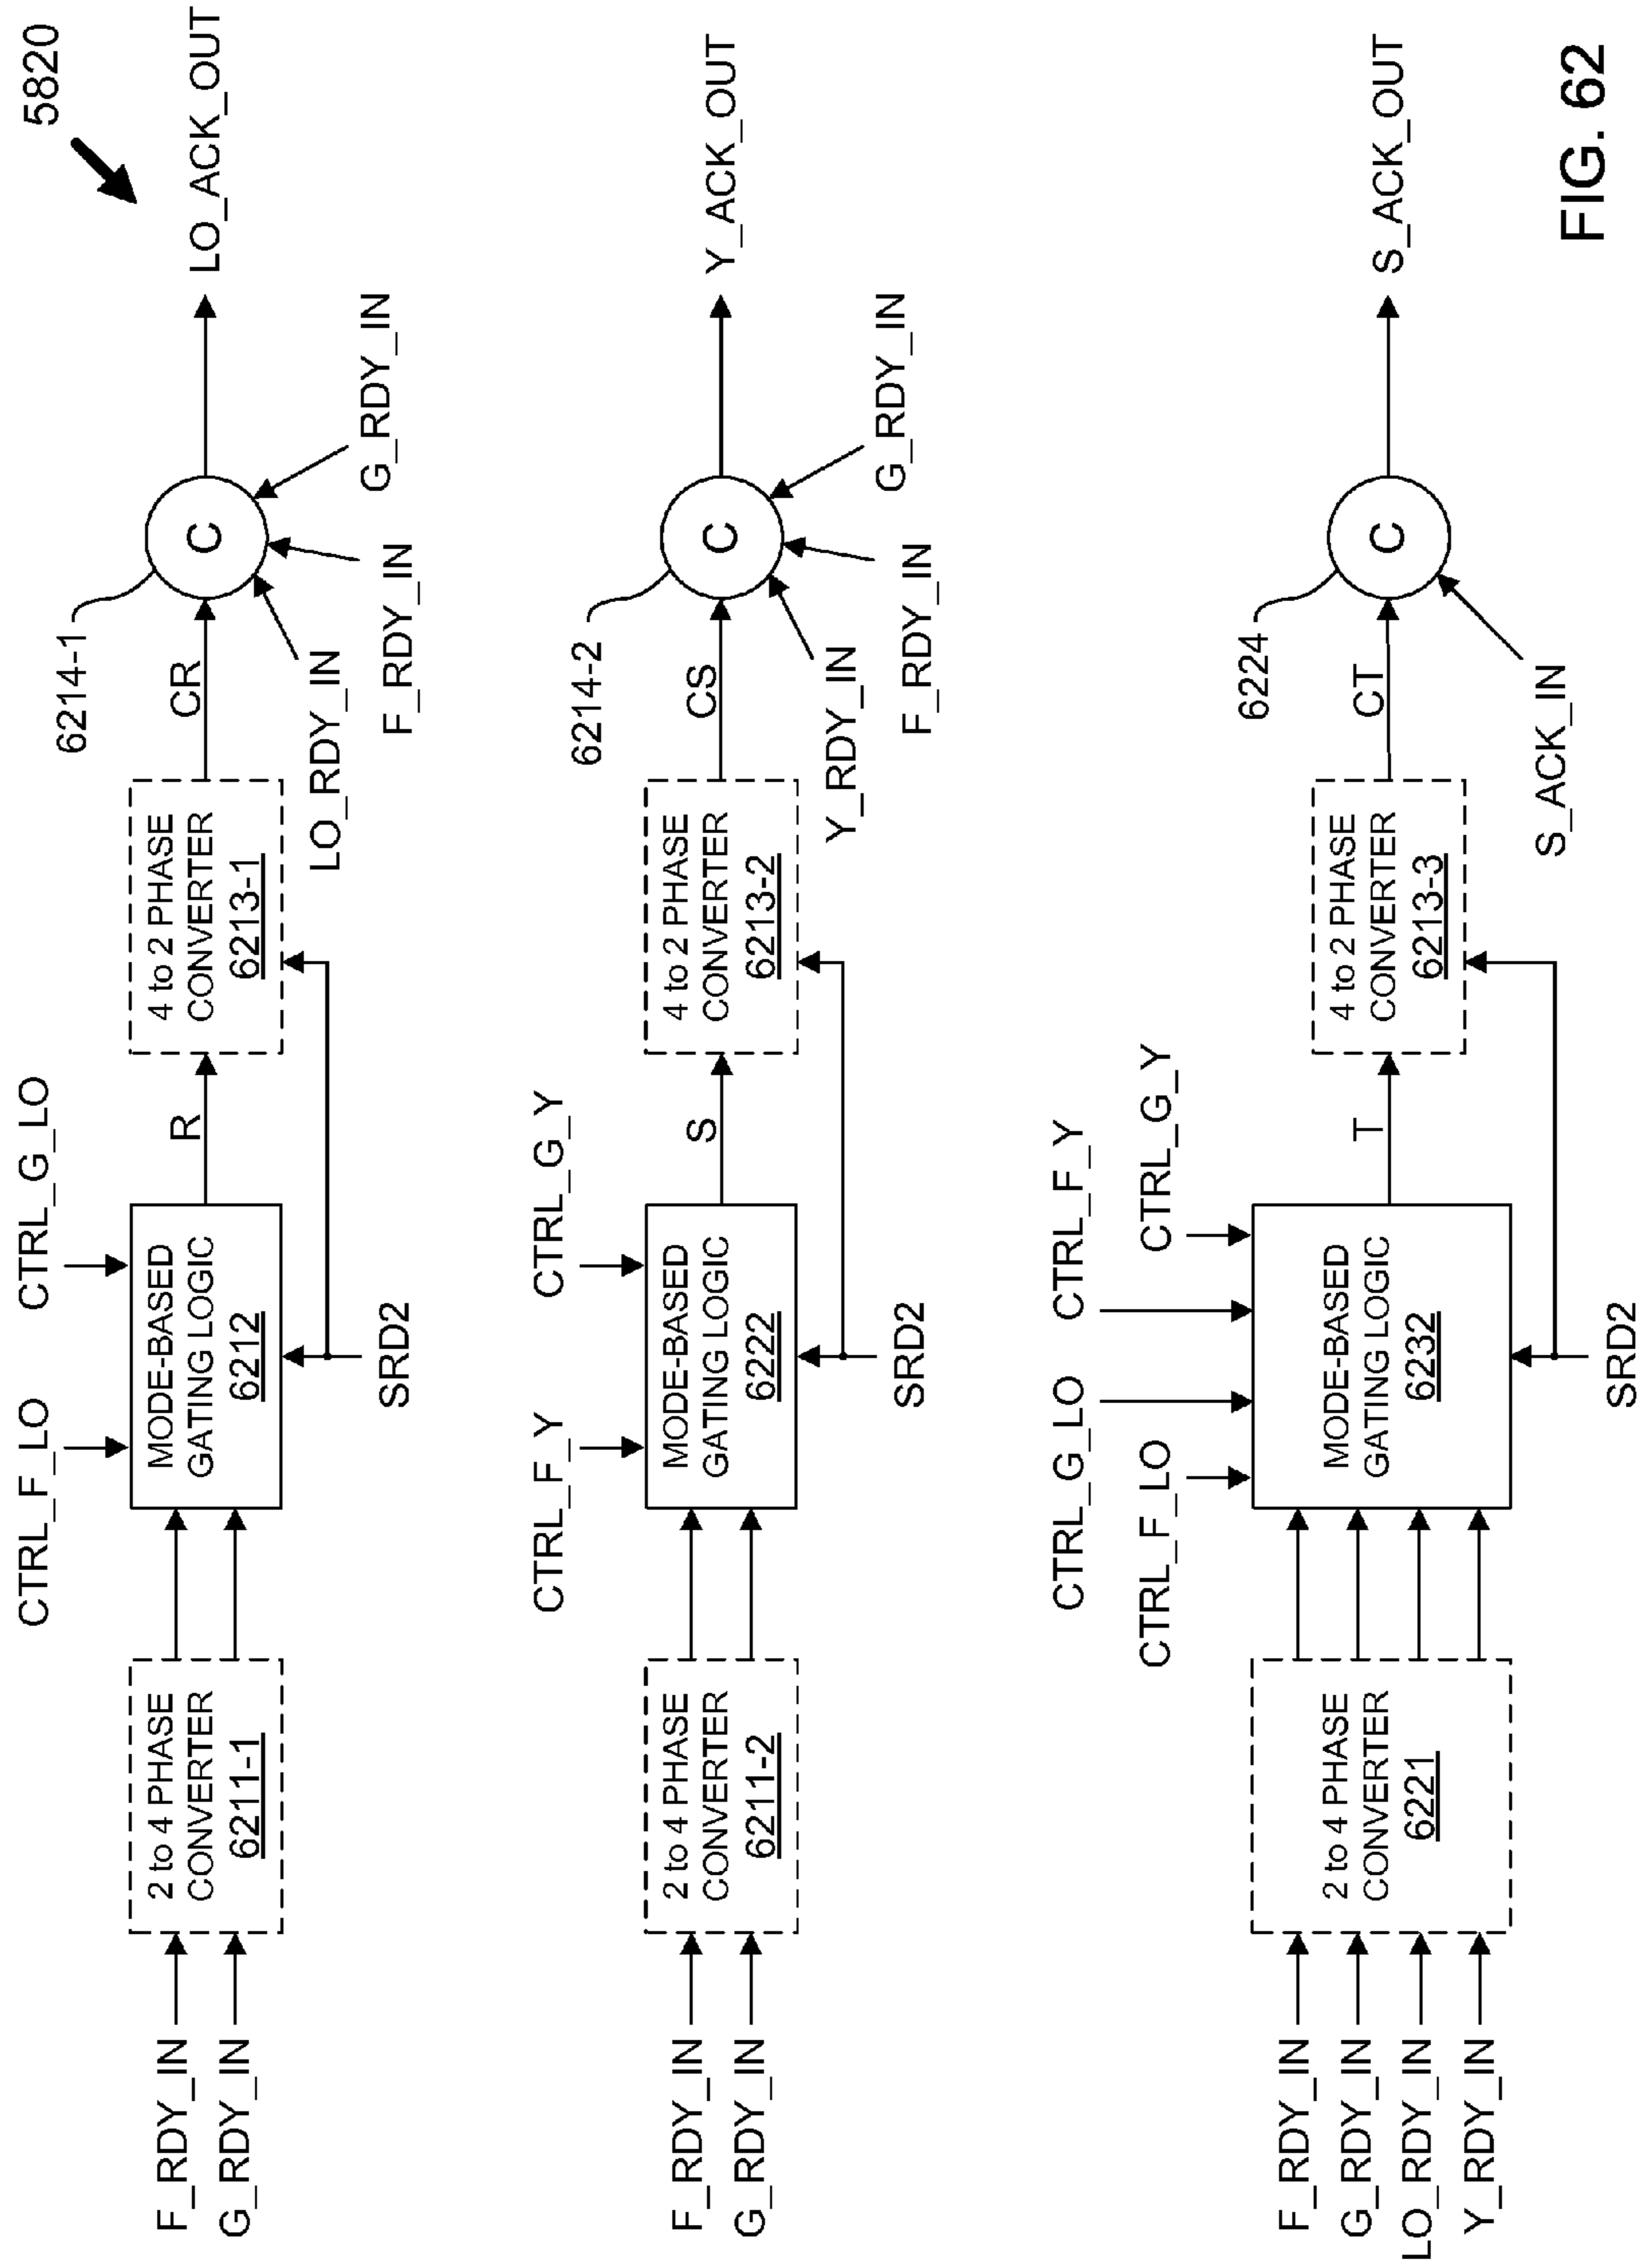 5820
CTRL_F_LO
CTRL_G_LO
F_RDY_IN
G_RDY_IN
2 to 4 PHASE
CONVERTER
6211-1
MODE-BASED
GATING LOGIC
6212
SRD2
R
4 to 2 PHASE
CONVERTER
6213-1
CR
6214-1
C
LO_RDY_IN
F_RDY_IN
G_RDY_IN
LO_ACK_OUT
CTRL_F_Y
CTRL_G_Y
F_RDY_IN
G_RDY_IN
2 to 4 PHASE
CONVERTER
6211-2
MODE-BASED
GATING LOGIC
6222
SRD2
S
4 to 2 PHASE
CONVERTER
6213-2
CS
6214-2
C
Y_RDY_IN
F_RDY_IN
G_RDY_IN
Y_ACK_OUT
CTRL_G_LO
CTRL_F_Y
CTRL_F_LO
CTRL_G_Y
F_RDY_IN
G_RDY_IN
LO_RDY_IN
Y_RDY_IN
2 to 4 PHASE
CONVERTER
6221
MODE-BASED
GATING LOGIC
6232
SRD2
T
4 to 2 PHASE
CONVERTER
6213-3
CT
6224
C
S_ACK_IN
S_ACK_OUT
FIG. 62